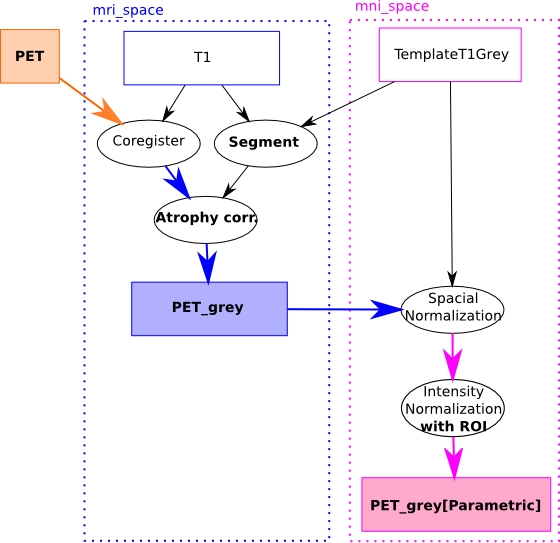 mri_space
mni_space
PET
T1
TemplateT1Grey
Coregister
Segment
Atrophy corr.
PET_grey
Spacial
Normalization
Intensity
Normalization
with ROI
PET_grey[Parametric]